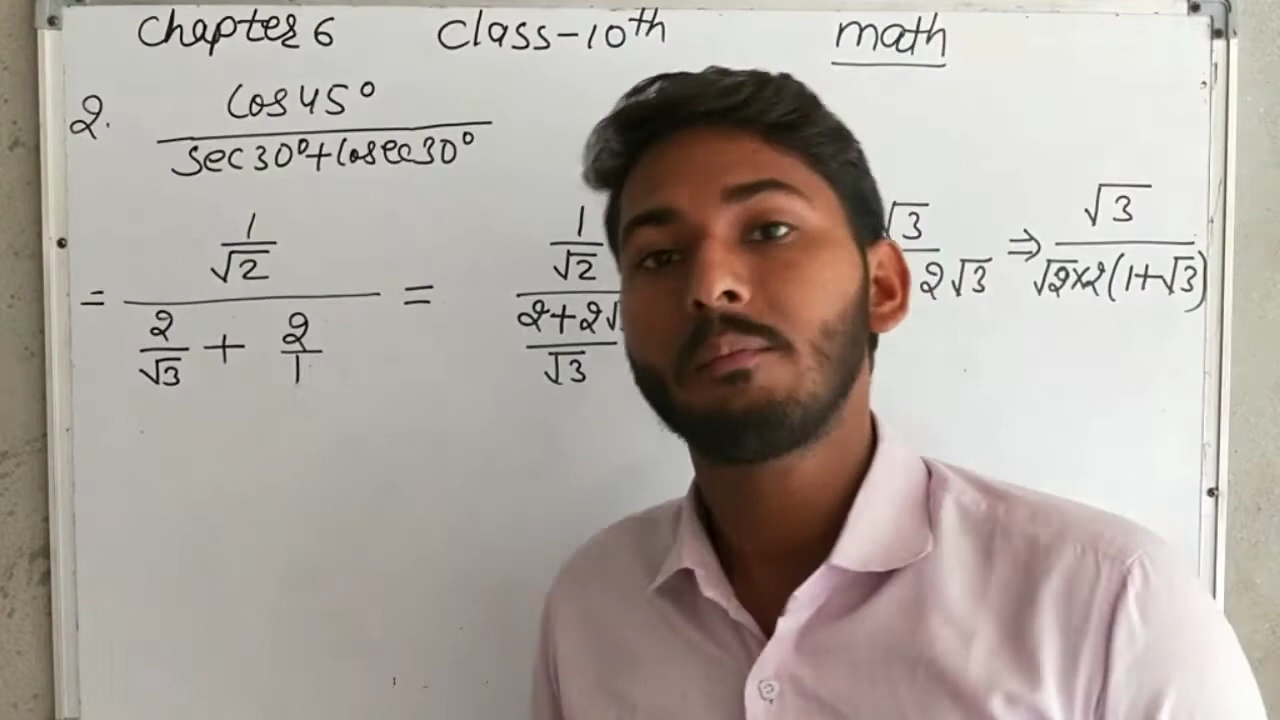 Chapter 6 Class-10th math
2. Cos 45°
Sec 30° + Cosec 30°
1 1 √3 √3
√2 √2 2√3 ⇒ √2×2(1+√3)
= =
2 + 2 2+2√
√3 1 √3